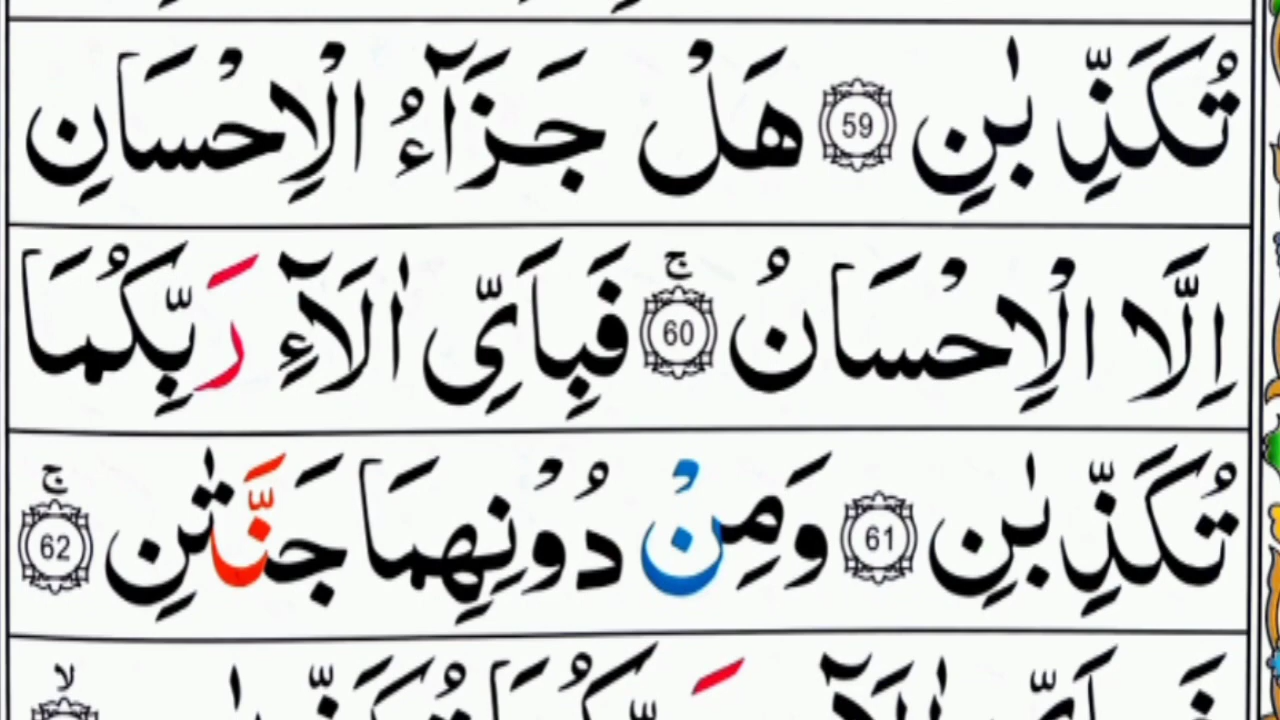 تُكَذِّبٰنِ 59 هَلْ جَزَآءُ الْاِحْسَانِ
اِلَّا الْاِحْسَانُ ۚ 60 فَبِاَىِّ اٰلَآءِ رَبِّكُمَا
تُكَذِّبٰنِ 61 وَمِنْ دُوْنِهِمَا جَنَّتٰنِ ۚ 62